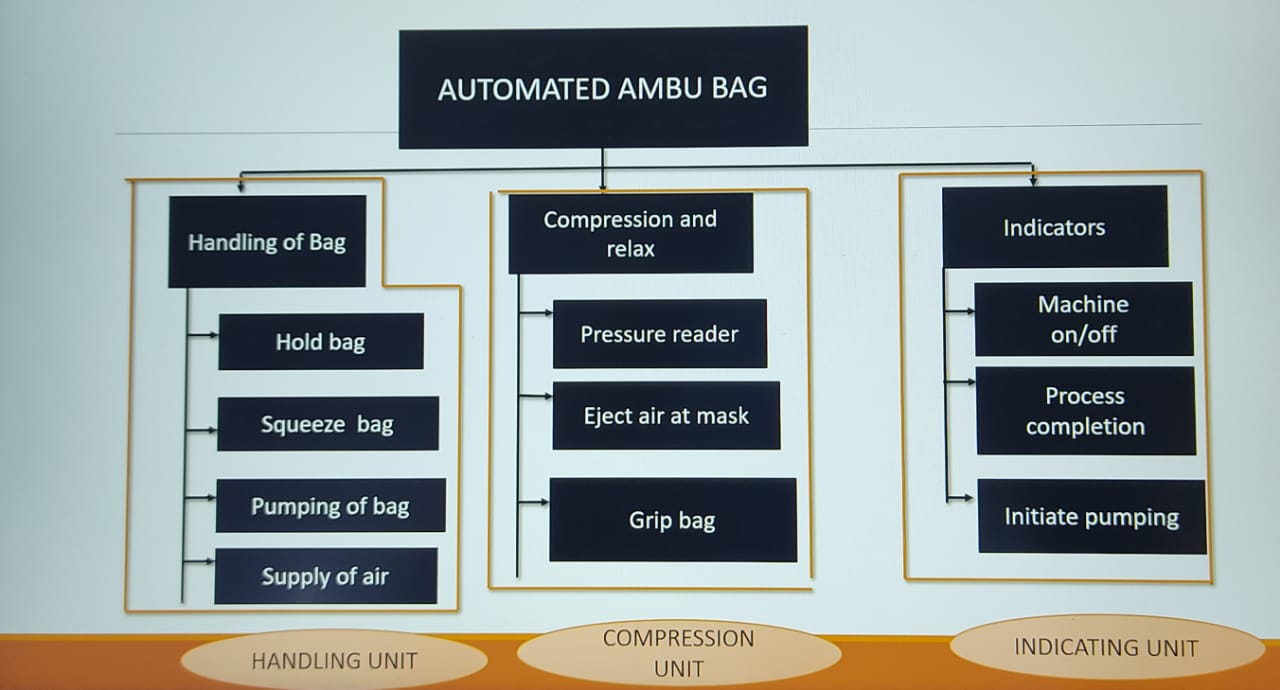 AUTOMATED AMBU BAG
Handling of Bag
Hold bag
Squeeze bag
Pumping of bag
Supply of air
HANDLING UNIT
Compression and
relax
Pressure reader
Eject air at mask
Grip bag
COMPRESSION
UNIT
Indicators
Machine
on/off
Process
completion
Initiate pumping
INDICATING UNIT